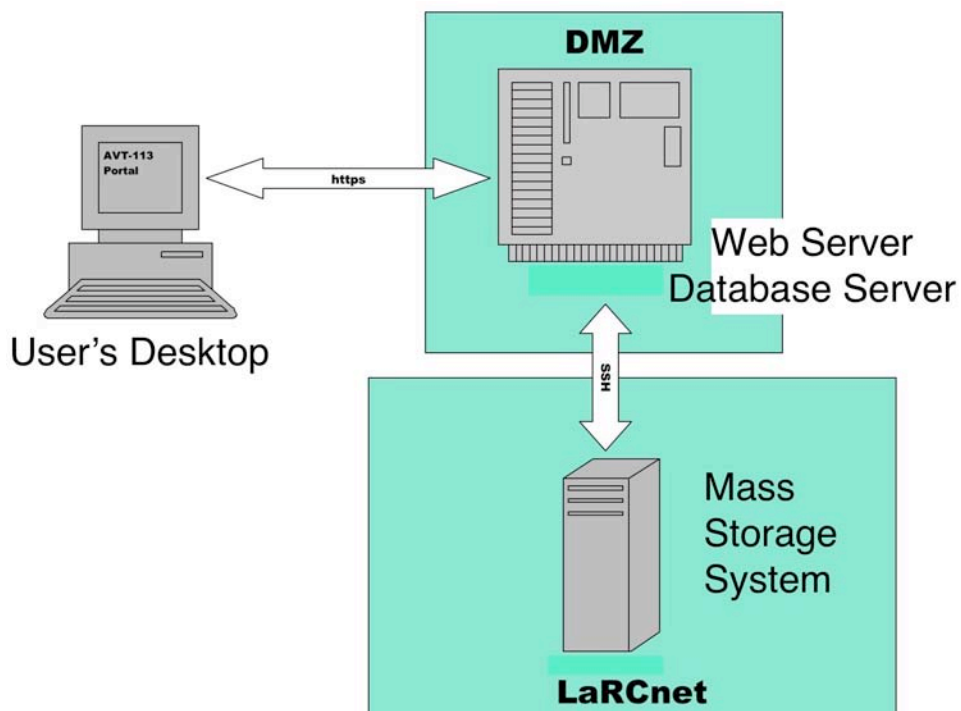 DMZ
AVT-113
Portal
https
Web Server
Database Server
User's Desktop
SSH
Mass
Storage
System
LaRCnet